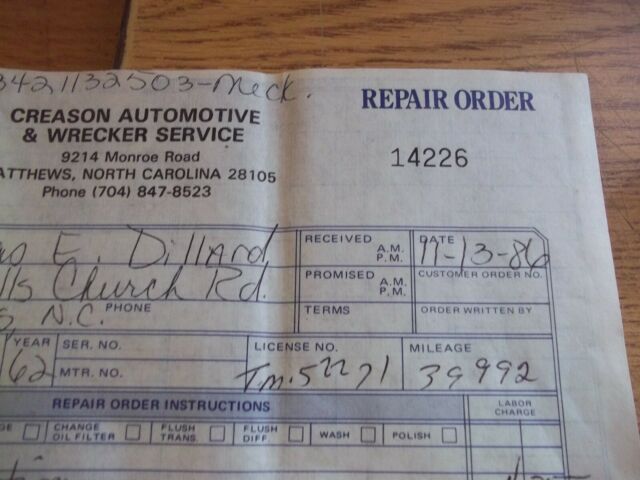 3421132503-Meck.
CREASON AUTOMOTIVE
& WRECKER SERVICE
9214 Monroe Road
ATTHEWS, NORTH CAROLINA 28105
Phone (704) 847-8523
REPAIR ORDER
14226
E. Dillard
RECEIVED A.M. P.M.
DATE 11-13-86
lls Church Rd.
PROMISED A.M. P.M.
CUSTOMER ORDER NO.
N.C. PHONE
TERMS
ORDER WRITTEN BY
YEAR 62
SER. NO.
MTR. NO.
LICENSE NO. TM.52271
MILEAGE 39992
REPAIR ORDER INSTRUCTIONS
LABOR CHARGE
CHANGE OIL FILTER
FLUSH TRANS.
FLUSH DIFF.
WASH
POLISH